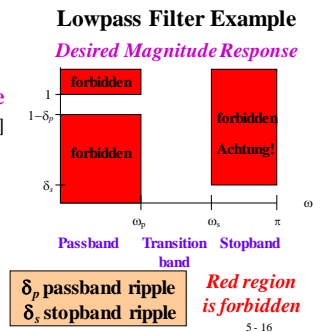 Lowpass Filter Example
Desired Magnitude Response
forbidden
e
1
1–δp
]
forbidden
forbidden
Achtung!
δs
ω
ωp
ωs
π
Passband
Transition
band
Stopband
δp passband ripple
δs stopband ripple
Red region
is forbidden
5 - 16